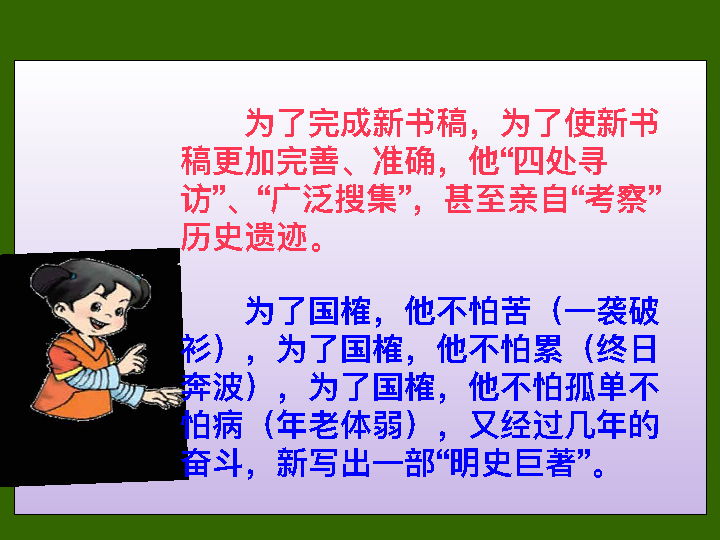 为了完成新书稿，为了使新书
稿更加完善、准确，他“四处寻
访”、“广泛搜集”，甚至亲自“考察”
历史遗迹。
为了国榷，他不怕苦（一袭破
衫），为了国榷，他不怕累（终日
奔波），为了国榷，他不怕孤单不
怕病（年老体弱），又经过几年的
奋斗，新写出一部“明史巨著”。